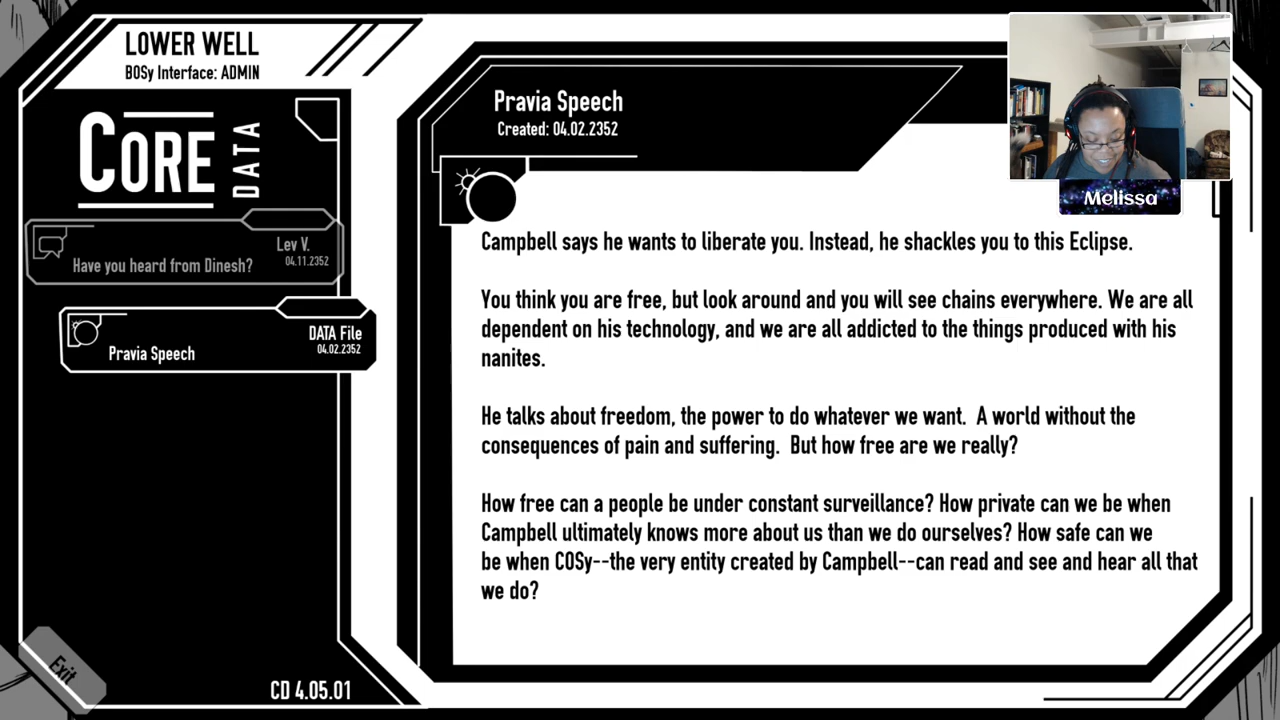 LOWER WELL
BOSy Interface: ADMIN
CORE
DATA
Lev V.
04.11.2352
Have you heard from Dinesh?
DATA File
04.02.2352
Pravia Speech
Exit
CD 4.05.01
Pravia Speech
Created: 04.02.2352
Melissa
Campbell says he wants to liberate you. Instead, he shackles you to this Eclipse.
You think you are free, but look around and you will see chains everywhere. We are all
dependent on his technology, and we are all addicted to the things produced with his
nanites.
He talks about freedom, the power to do whatever we want.  A world without the
consequences of pain and suffering.  But how free are we really?
How free can a people be under constant surveillance? How private can we be when
Campbell ultimately knows more about us than we do ourselves? How safe can we
be when COSy--the very entity created by Campbell--can read and see and hear all that
we do?